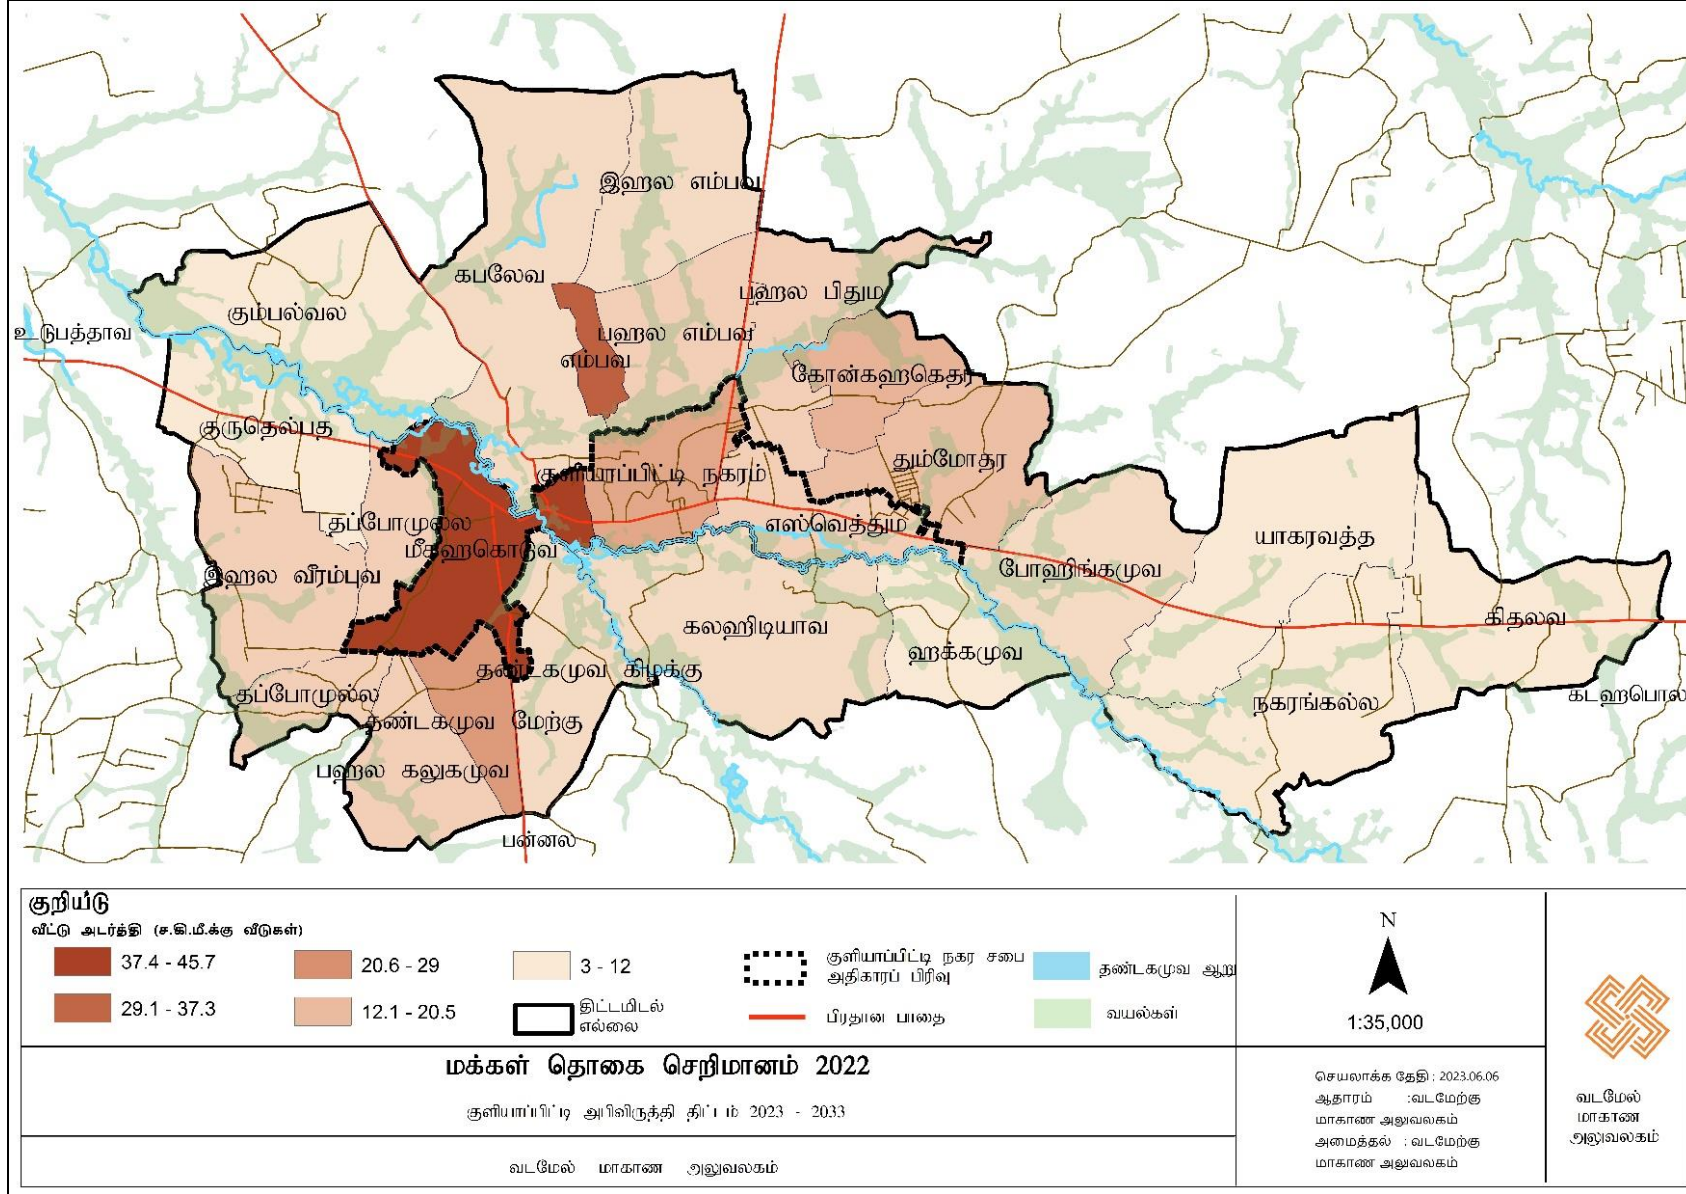 இஹல எம்பவ
கபலேவ
பஹல பிதும
கும்பல்வல
உடுபத்தாவ
பஹல எம்பவ
எம்பவ
கோன்கஹகெதர
குருதெல்பத
தும்மோதர
குளியாப்பிட்டி நகரம்
எஸ்வெத்தும
தப்போமுல்ல
மீகஹகொடுவ
யாகரவத்த
போஹிங்கமுவ
இஹல வீரம்புவ
கலஹிடியாவ
கிதலவ
ஹக்கமுவ
தண்டகமுவ கிழக்கு
தப்போமுல்ல
நகரங்கல்ல
கடஹபொல
தண்டகமுவ மேற்கு
பஹல கலுகமுவ
பன்னல
குறியீடு
வீட்டு அடர்த்தி (ச.கி.மீ.க்கு வீடுகள்)
37.4 - 45.7
29.1 - 37.3
20.6 - 29
12.1 - 20.5
3 - 12
திட்டமிடல்
எல்லை
குளியாப்பிட்டி நகர சபை
அதிகாரப் பிரிவு
பிரதான பாதை
தண்டகமுவ ஆறு
வயல்கள்
N
1:35,000
மக்கள் தொகை செறிமானம் 2022
குளியாப்பிட்டி அபிவிருத்தி திட்டம் 2023 - 2033
வடமேல் மாகாண அலுவலகம்
செயலாக்க தேதி : 2023.06.06
ஆதாரம் :வடமேற்கு
மாகாண அலுவலகம்
அமைத்தல் : வடமேற்கு
மாகாண அலுவலகம்
வடமேல்
மாகாண
அலுவலகம்